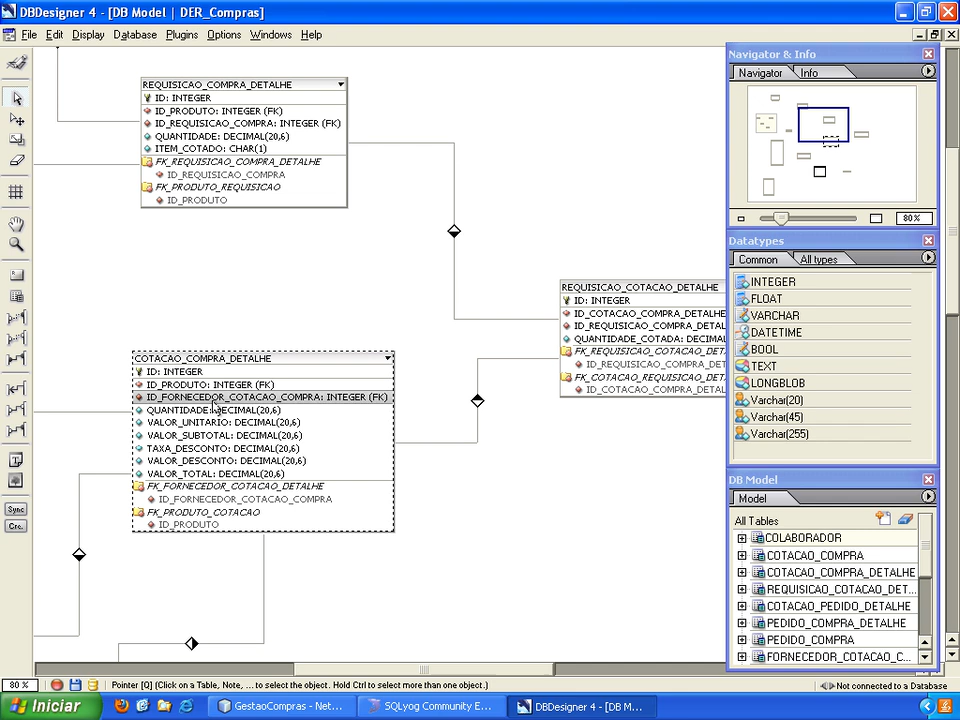 DBDesigner 4 - [DB Model | DER_Compras]
File Edit Display Database Plugins Options Windows Help
REQUISICAO_COMPRA_DETALHE
ID: INTEGER
ID_PRODUTO: INTEGER (FK)
ID_REQUISICAO_COMPRA: INTEGER (FK)
QUANTIDADE: DECIMAL(20,6)
ITEM_COTADO: CHAR(1)
FK_REQUISICAO_COMPRA_DETALHE
ID_REQUISICAO_COMPRA
FK_PRODUTO_REQUISICAO
ID_PRODUTO
REQUISICAO_COTACAO_DETALHE
ID: INTEGER
ID_COTACAO_COMPRA_DETALHE
ID_REQUISICAO_COMPRA_DETAL
QUANTIDADE_COTADA: DECIMAL
FK_REQUISICAO_COTACAO_DETA
ID_REQUISICAO_COMPRA_DETA
FK_COTACAO_COMPRA_DETALHE
ID_COTACAO_COMPRA_DETALH
COTACAO_COMPRA_DETALHE
ID: INTEGER
ID_PRODUTO: INTEGER (FK)
ID_FORNECEDOR_COTACAO_COMPRA: INTEGER (FK)
QUANTIDADE: DECIMAL(20,6)
VALOR_UNITARIO: DECIMAL(20,6)
VALOR_SUBTOTAL: DECIMAL(20,6)
TAXA_DESCONTO: DECIMAL(20,6)
VALOR_DESCONTO: DECIMAL(20,6)
VALOR_TOTAL: DECIMAL(20,6)
FK_FORNECEDOR_COTACAO_DETALHE
ID_FORNECEDOR_COTACAO_COMPRA
FK_PRODUTO_COTACAO
ID_PRODUTO
Sync
Cre.
Navigator & Info
Navigator Info
80%
Datatypes
Common All types
INTEGER
FLOAT
VARCHAR
DATETIME
BOOL
TEXT
LONGBLOB
Varchar(20)
Varchar(45)
Varchar(255)
DB Model
Model
All Tables
COLABORADOR
COTACAO_COMPRA
COTACAO_COMPRA_DETALHE
REQUISICAO_COTACAO_DET...
COTACAO_PEDIDO_DETALHE
PEDIDO_COMPRA_DETALHE
PEDIDO_COMPRA
FORNECEDOR_COTACAO_C...
80 % Pointer [Q] (Click on a Table, Note, ... to select the object. Hold Ctrl to select more than one object.) Not connected to a Database
Iniciar GestaoCompras - Net... SQLyog Community E... DBDesigner 4 - [DB M...